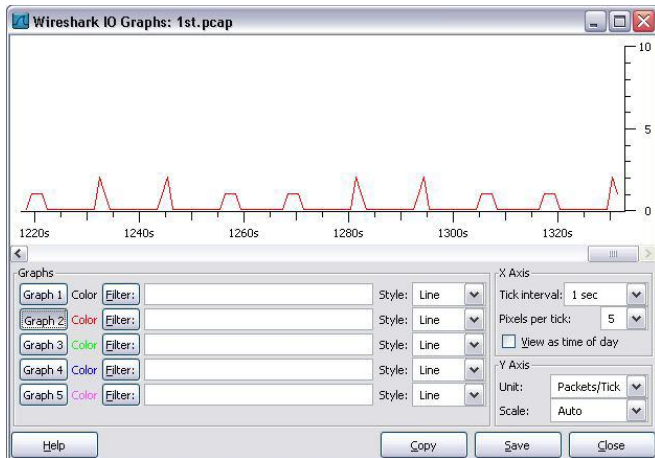 Wireshark IO Graphs: 1st.pcap
10
5
0
1220s 1240s 1260s 1280s 1300s 1320s
Graphs
Graph 1 Color Filter: Style: Line
Graph 2 Color Filter: Style: Line
Graph 3 Color Filter: Style: Line
Graph 4 Color Filter: Style: Line
Graph 5 Color Filter: Style: Line
X Axis
Tick interval: 1 sec
Pixels per tick: 5
View as time of day
Y Axis
Unit: Packets/Tick
Scale: Auto
Help Copy Save Close